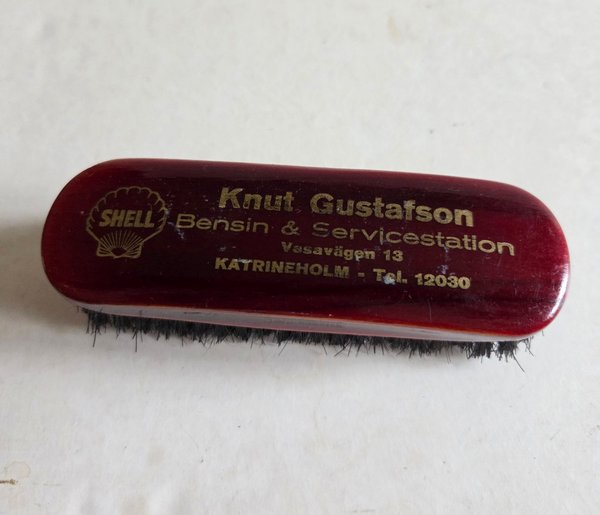 SHELL
Knut Gustafson
Bensin & Servicestation
Vasavägen 13
KATRINEHOLM - Tel. 12030